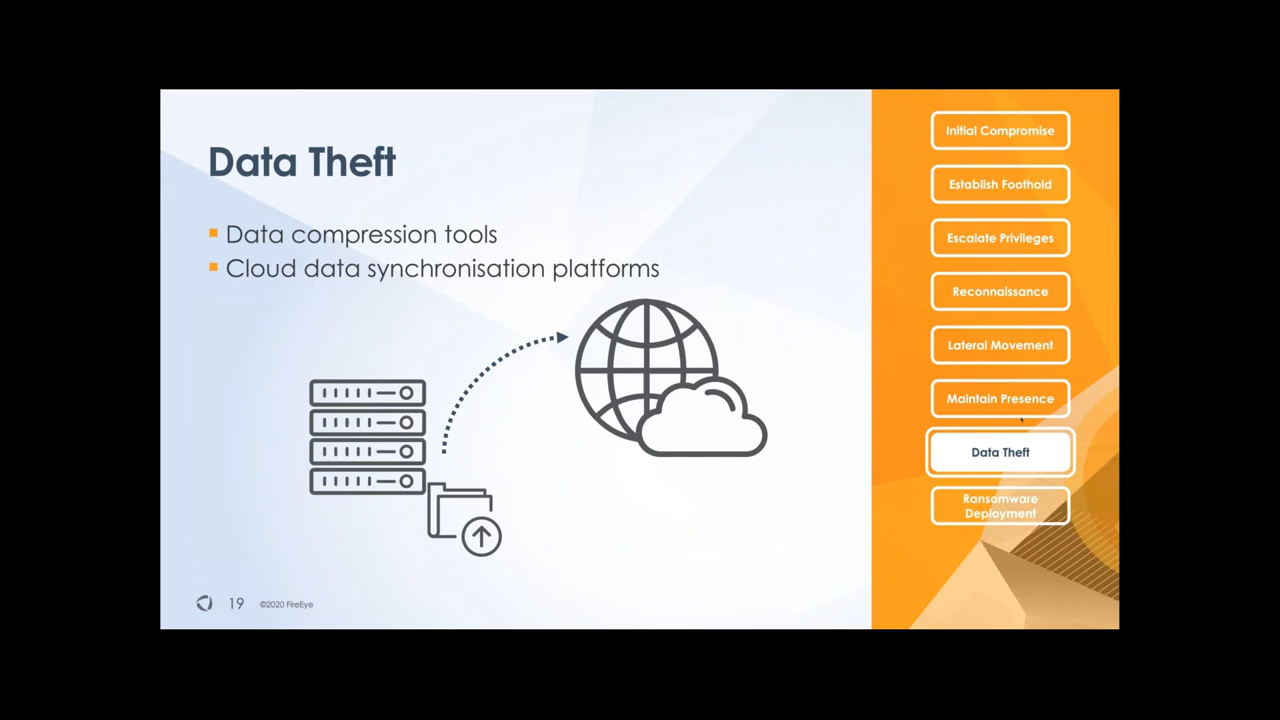 Data Theft
Data compression tools
Cloud data synchronisation platforms
19 ©2020 FireEye
Initial Compromise
Establish Foothold
Escalate Privileges
Reconnaissance
Lateral Movement
Maintain Presence
Data Theft
Ransomware
Deployment